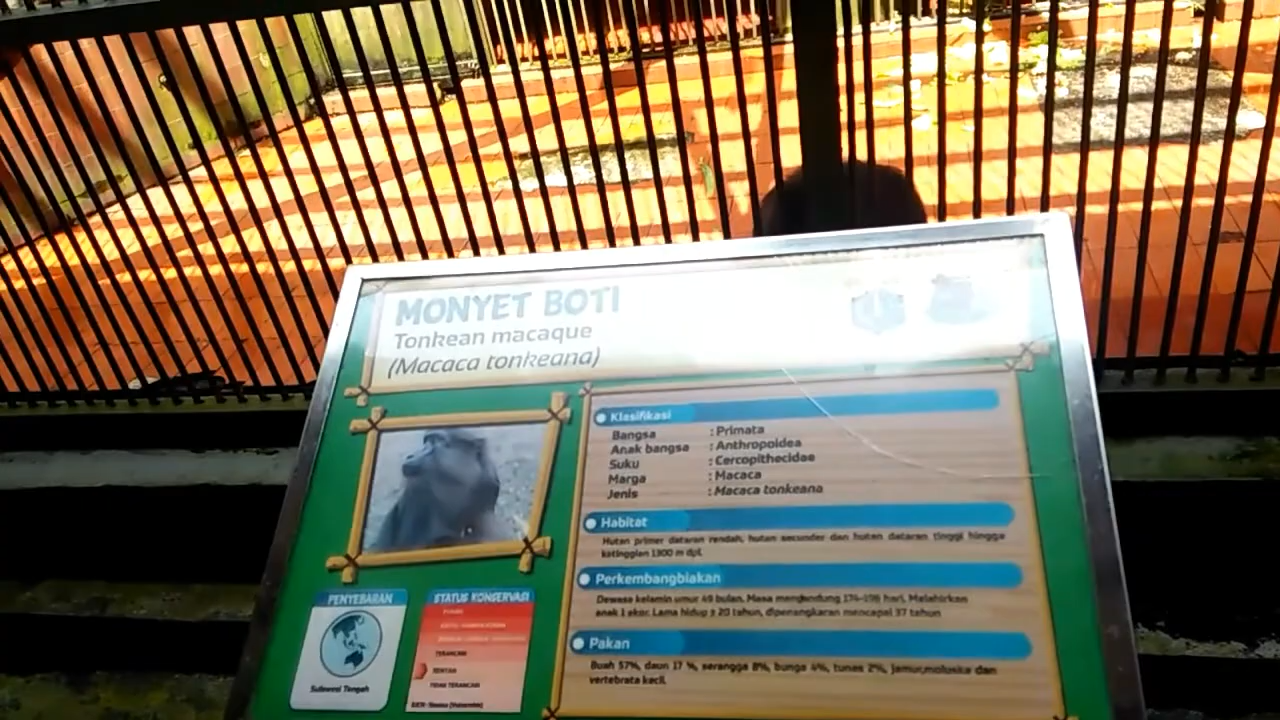 MONYET BOTI
Tonkean macaque
(Macaca tonkeana)
Klasifikasi
Bangsa : Primata
Anak bangsa : Anthropoidea
Suku : Cercopithecidae
Marga : Macaca
Jenis : Macaca tonkeana
Habitat
Hutan primer dataran rendah, hutan secunder dan hutan dataran tinggi hingga
ketinggian 1300 m dpl.
Perkembangbiakan
Dewasa kelamin umur 49 bulan. Masa mengandung 174-196 hari. Melahirkan
anak 1 ekor. Lama hidup ± 20 tahun, dipenangkaran mencapai 37 tahun
Pakan
Buah 57%, daun 17 %, serangga 8%, bunga 4%, tunas 2%, jamur,moluska dan
vertebrata kecil.
PENYEBARAN
Sulawesi Tengah
STATUS KONSERVASI
PUNAH
TERANCAM
RENTAN
TIDAK TERANCAM